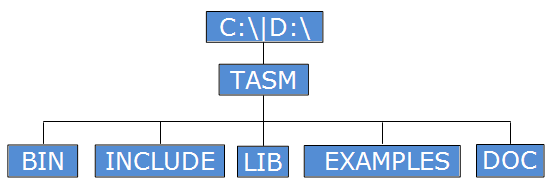 C:\|D:\
TASM
BIN INCLUDE LIB EXAMPLES DOC